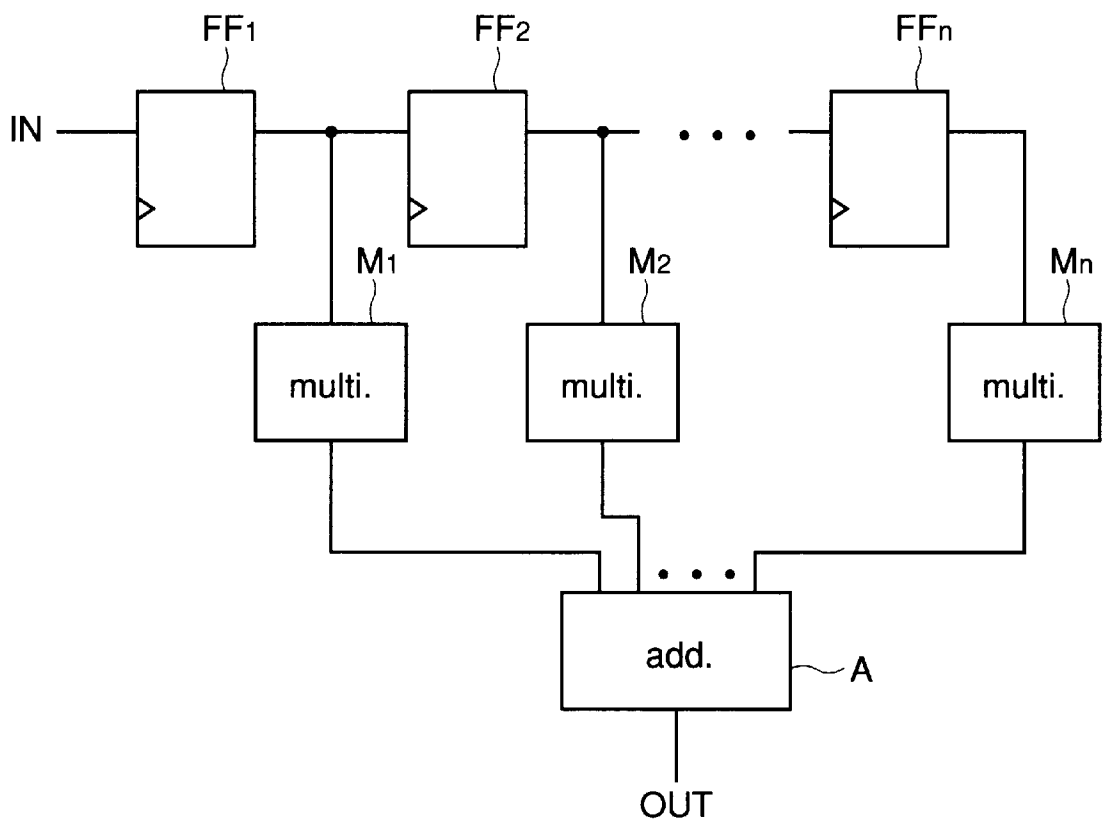 FF1
FF2
FFn
IN
M1
M2
Mn
multi.
multi.
multi.
add.
A
OUT